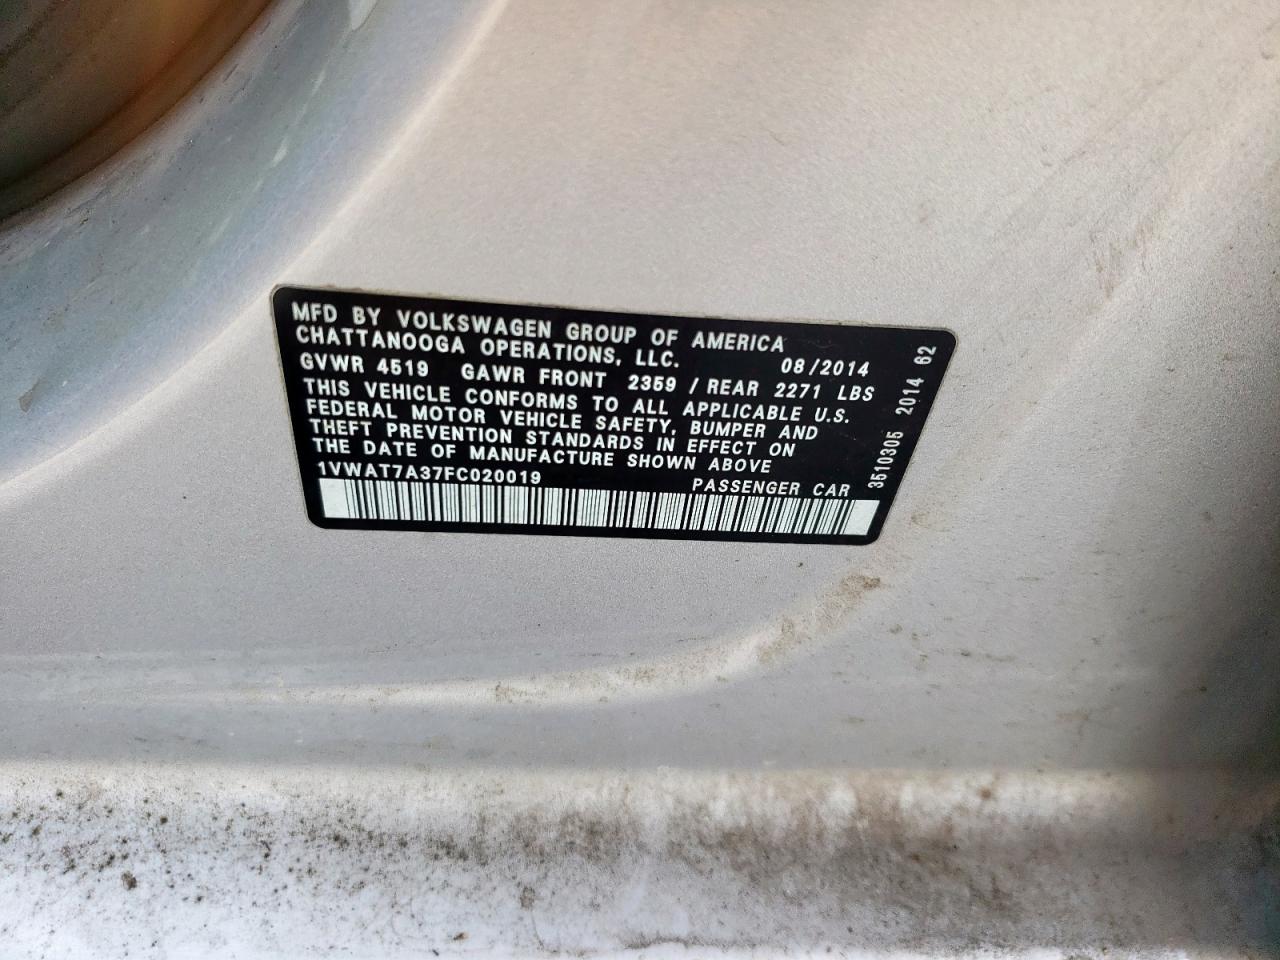 MFD BY VOLKSWAGEN GROUP OF AMERICA
CHATTANOOGA OPERATIONS, LLC. 08/2014
GVWR 4519 GAWR FRONT 2359 / REAR 2271 LBS
THIS VEHICLE CONFORMS TO ALL APPLICABLE U.S.
FEDERAL MOTOR VEHICLE SAFETY, BUMPER AND
THEFT PREVENTION STANDARDS IN EFFECT ON
THE DATE OF MANUFACTURE SHOWN ABOVE
1VWAT7A37FC020019 PASSENGER CAR
3510305 2014 62